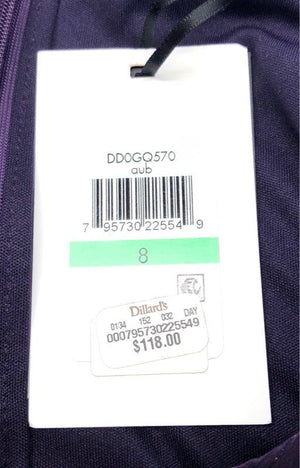 DD0GQ570
aub
7 95730 22554 9
8
Dillard's
0134 152 032 DAY
000795730225549
$118.00